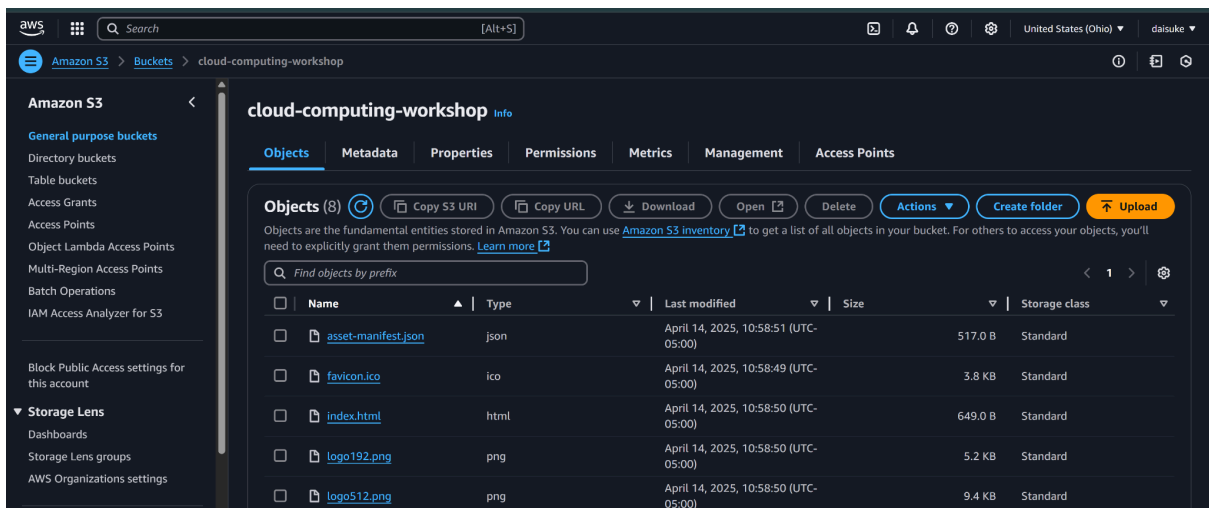 aws Search [Alt+S] United States (Ohio) daisuke
Amazon S3 > Buckets > cloud-computing-workshop
Amazon S3
General purpose buckets
Directory buckets
Table buckets
Access Grants
Access Points
Object Lambda Access Points
Multi-Region Access Points
Batch Operations
IAM Access Analyzer for S3
Block Public Access settings for
this account
Storage Lens
Dashboards
Storage Lens groups
AWS Organizations settings
cloud-computing-workshop Info
Objects Metadata Properties Permissions Metrics Management Access Points
Objects (8) Copy S3 URI Copy URL Download Open Delete Actions Create folder Upload
Objects are the fundamental entities stored in Amazon S3. You can use Amazon S3 inventory to get a list of all objects in your bucket. For others to access your objects, you'll
need to explicitly grant them permissions. Learn more
Find objects by prefix 1
Name Type Last modified Size Storage class
asset-manifest.json json April 14, 2025, 10:58:51 (UTC-
05:00) 517.0 B Standard
favicon.ico ico April 14, 2025, 10:58:49 (UTC-
05:00) 3.8 KB Standard
index.html html April 14, 2025, 10:58:50 (UTC-
05:00) 649.0 B Standard
logo192.png png April 14, 2025, 10:58:50 (UTC-
05:00) 5.2 KB Standard
logo512.png png April 14, 2025, 10:58:50 (UTC-
05:00) 9.4 KB Standard